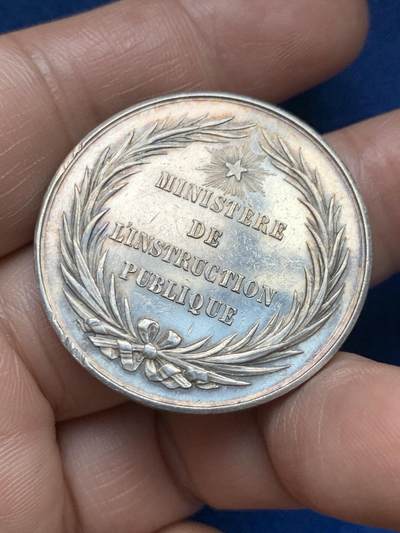 MINISTERE
DE
L'INSTRUCTION
PUBLIQUE